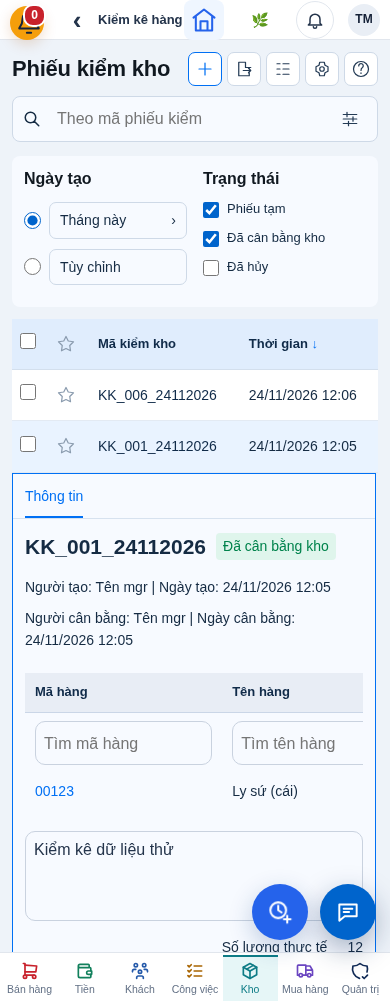 0
Kiểm kê hàng
TM
Phiếu kiểm kho
Theo mã phiếu kiểm
Ngày tạo
Tháng này
Tùy chỉnh
Trạng thái
Phiếu tạm
Đã cân bằng kho
Đã hủy
Mã kiểm kho Thời gian ↓
KK_006_24112026 24/11/2026 12:06
KK_001_24112026 24/11/2026 12:05
Thông tin
KK_001_24112026 Đã cân bằng kho
Người tạo: Tên mgr | Ngày tạo: 24/11/2026 12:05
Người cân bằng: Tên mgr | Ngày cân bằng:
24/11/2026 12:05
Mã hàng Tên hàng
Tìm mã hàng Tìm tên hàng
00123 Ly sứ (cái)
Kiểm kê dữ liệu thử
Số lượng thực tế 12
Bán hàng Tiền Khách Công việc Kho Mua hàng Quản trị